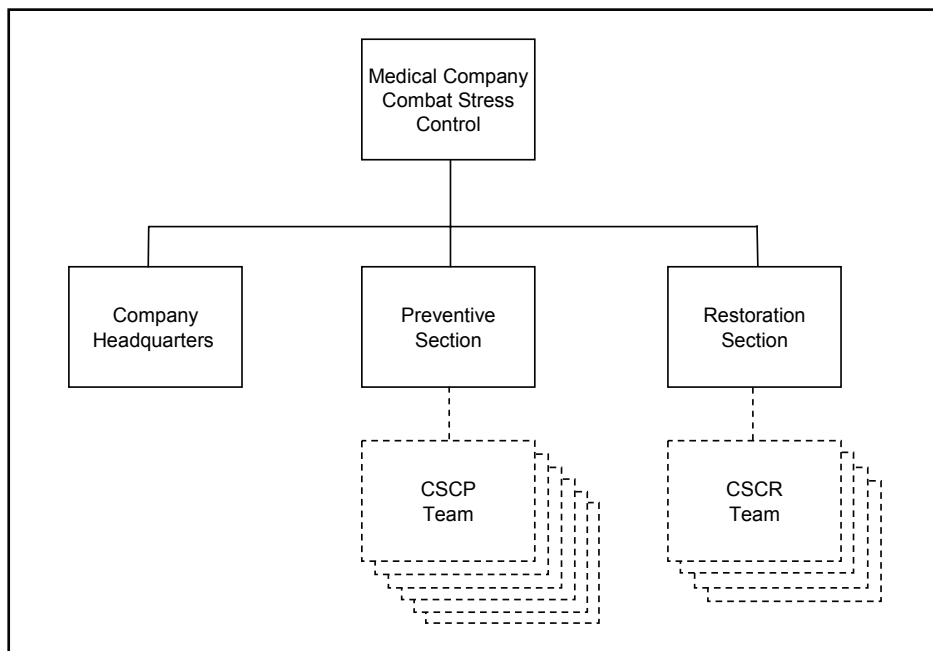 Medical Company
Combat Stress
Control
Company
Headquarters
Preventive
Section
Restoration
Section
CSCP
Team
CSCR
Team